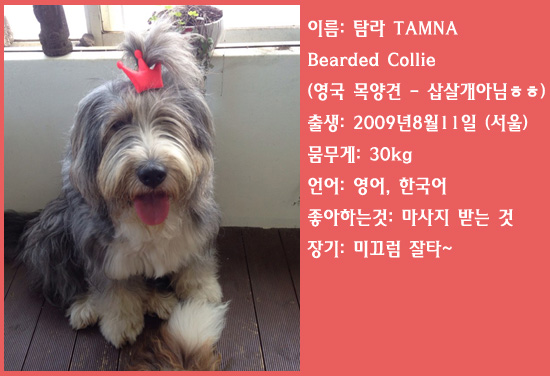 이름: 탐라 TAMNA
Bearded Collie
(영국 목양견 - 삽살개아님ㅎㅎ)
출생: 2009년8월11일 (서울)
몸무게: 30kg
언어: 영어, 한국어
좋아하는것: 마사지 받는 것
장기: 미끄럼 잘타~